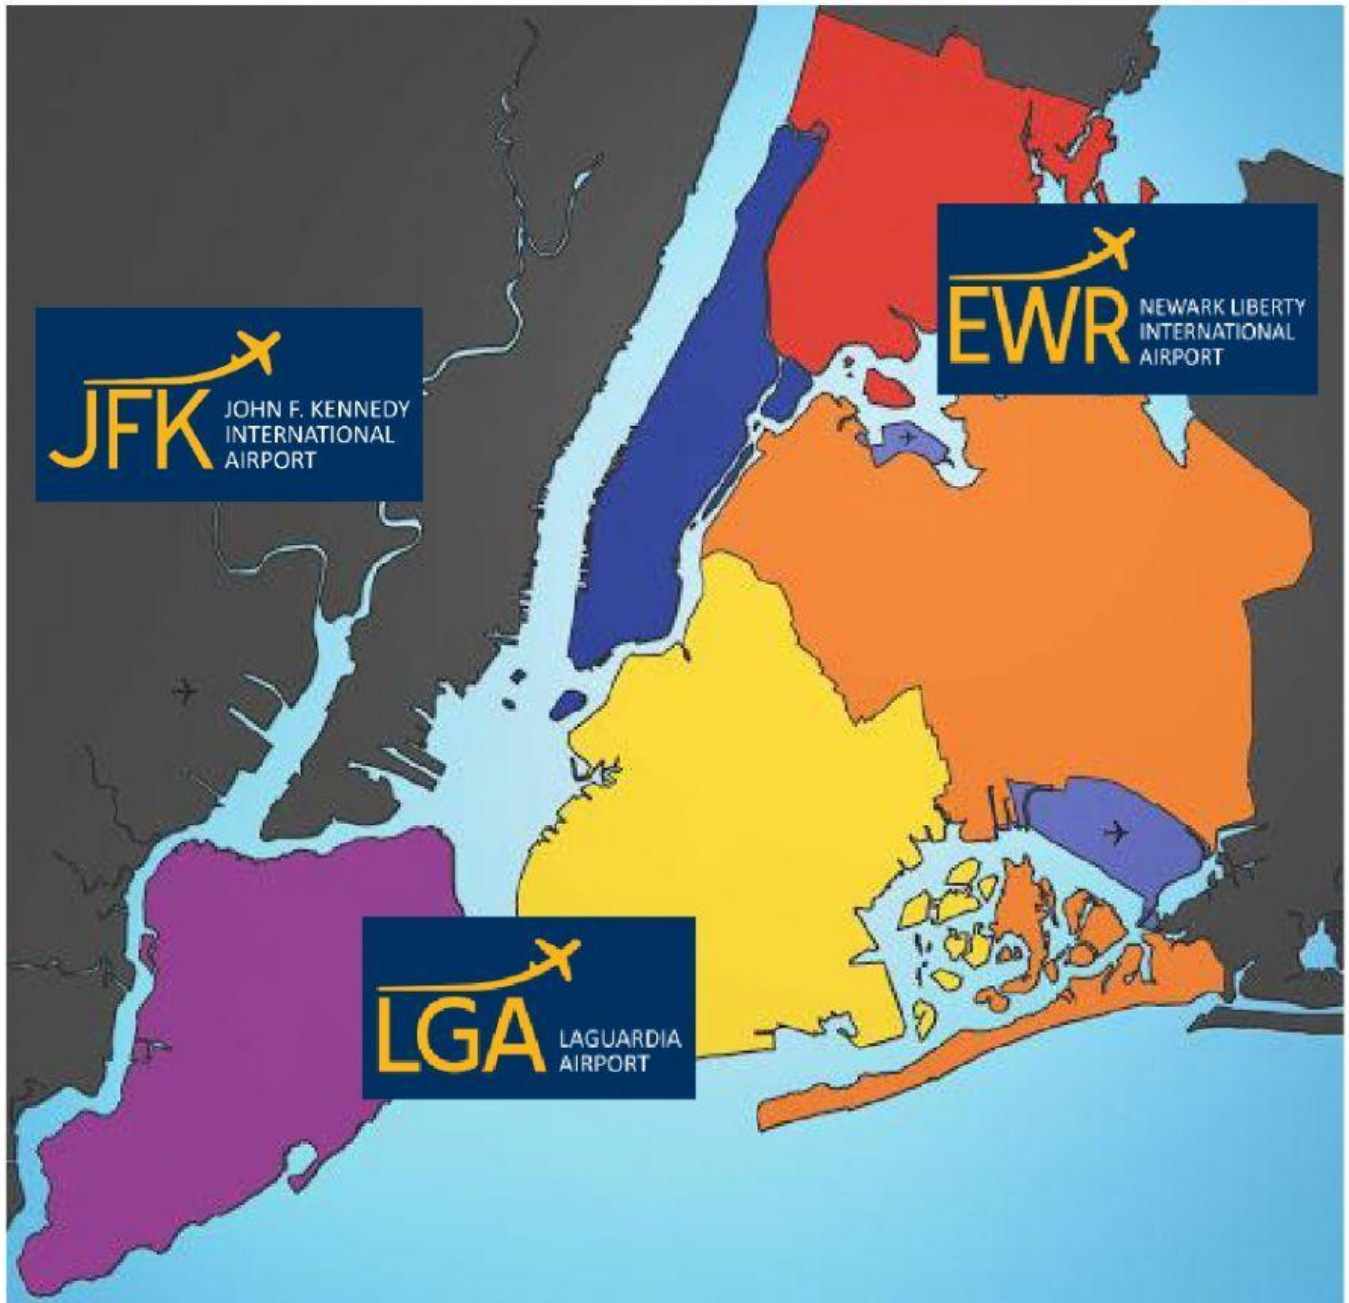 EWR
NEWARK LIBERTY
INTERNATIONAL
AIRPORT
JFK
JOHN F. KENNEDY
INTERNATIONAL
AIRPORT
LGA
LAGUARDIA
AIRPORT